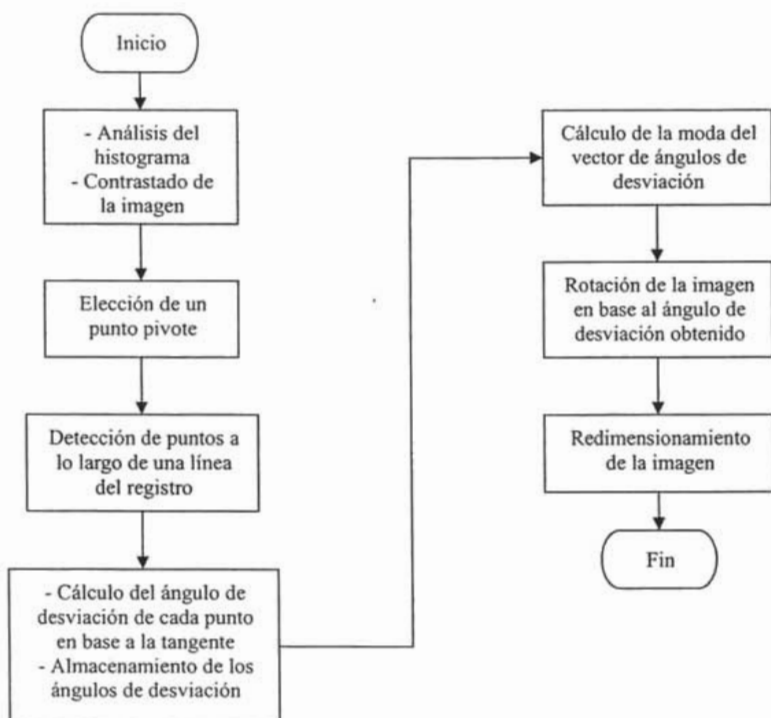 Inicio
- Análisis del
histograma
- Contrastado de
la imagen
Elección de un
punto pivote
Detección de puntos a
lo largo de una línea
del registro
- Cálculo del ángulo de
desviación de cada punto
en base a la tangente
- Almacenamiento de los
ángulos de desviación
Cálculo de la moda del
vector de ángulos de
desviación
Rotación de la imagen
en base al ángulo de
desviación obtenido
Redimensionamiento
de la imagen
Fin